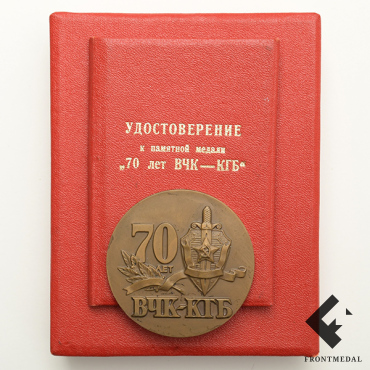 УДОСТОВЕРЕНИЕ
к памятной медали
„70 лет ВЧК—КГБ“
70
ЛЕТ
ВЧК-КГБ
FRONTMEDAL